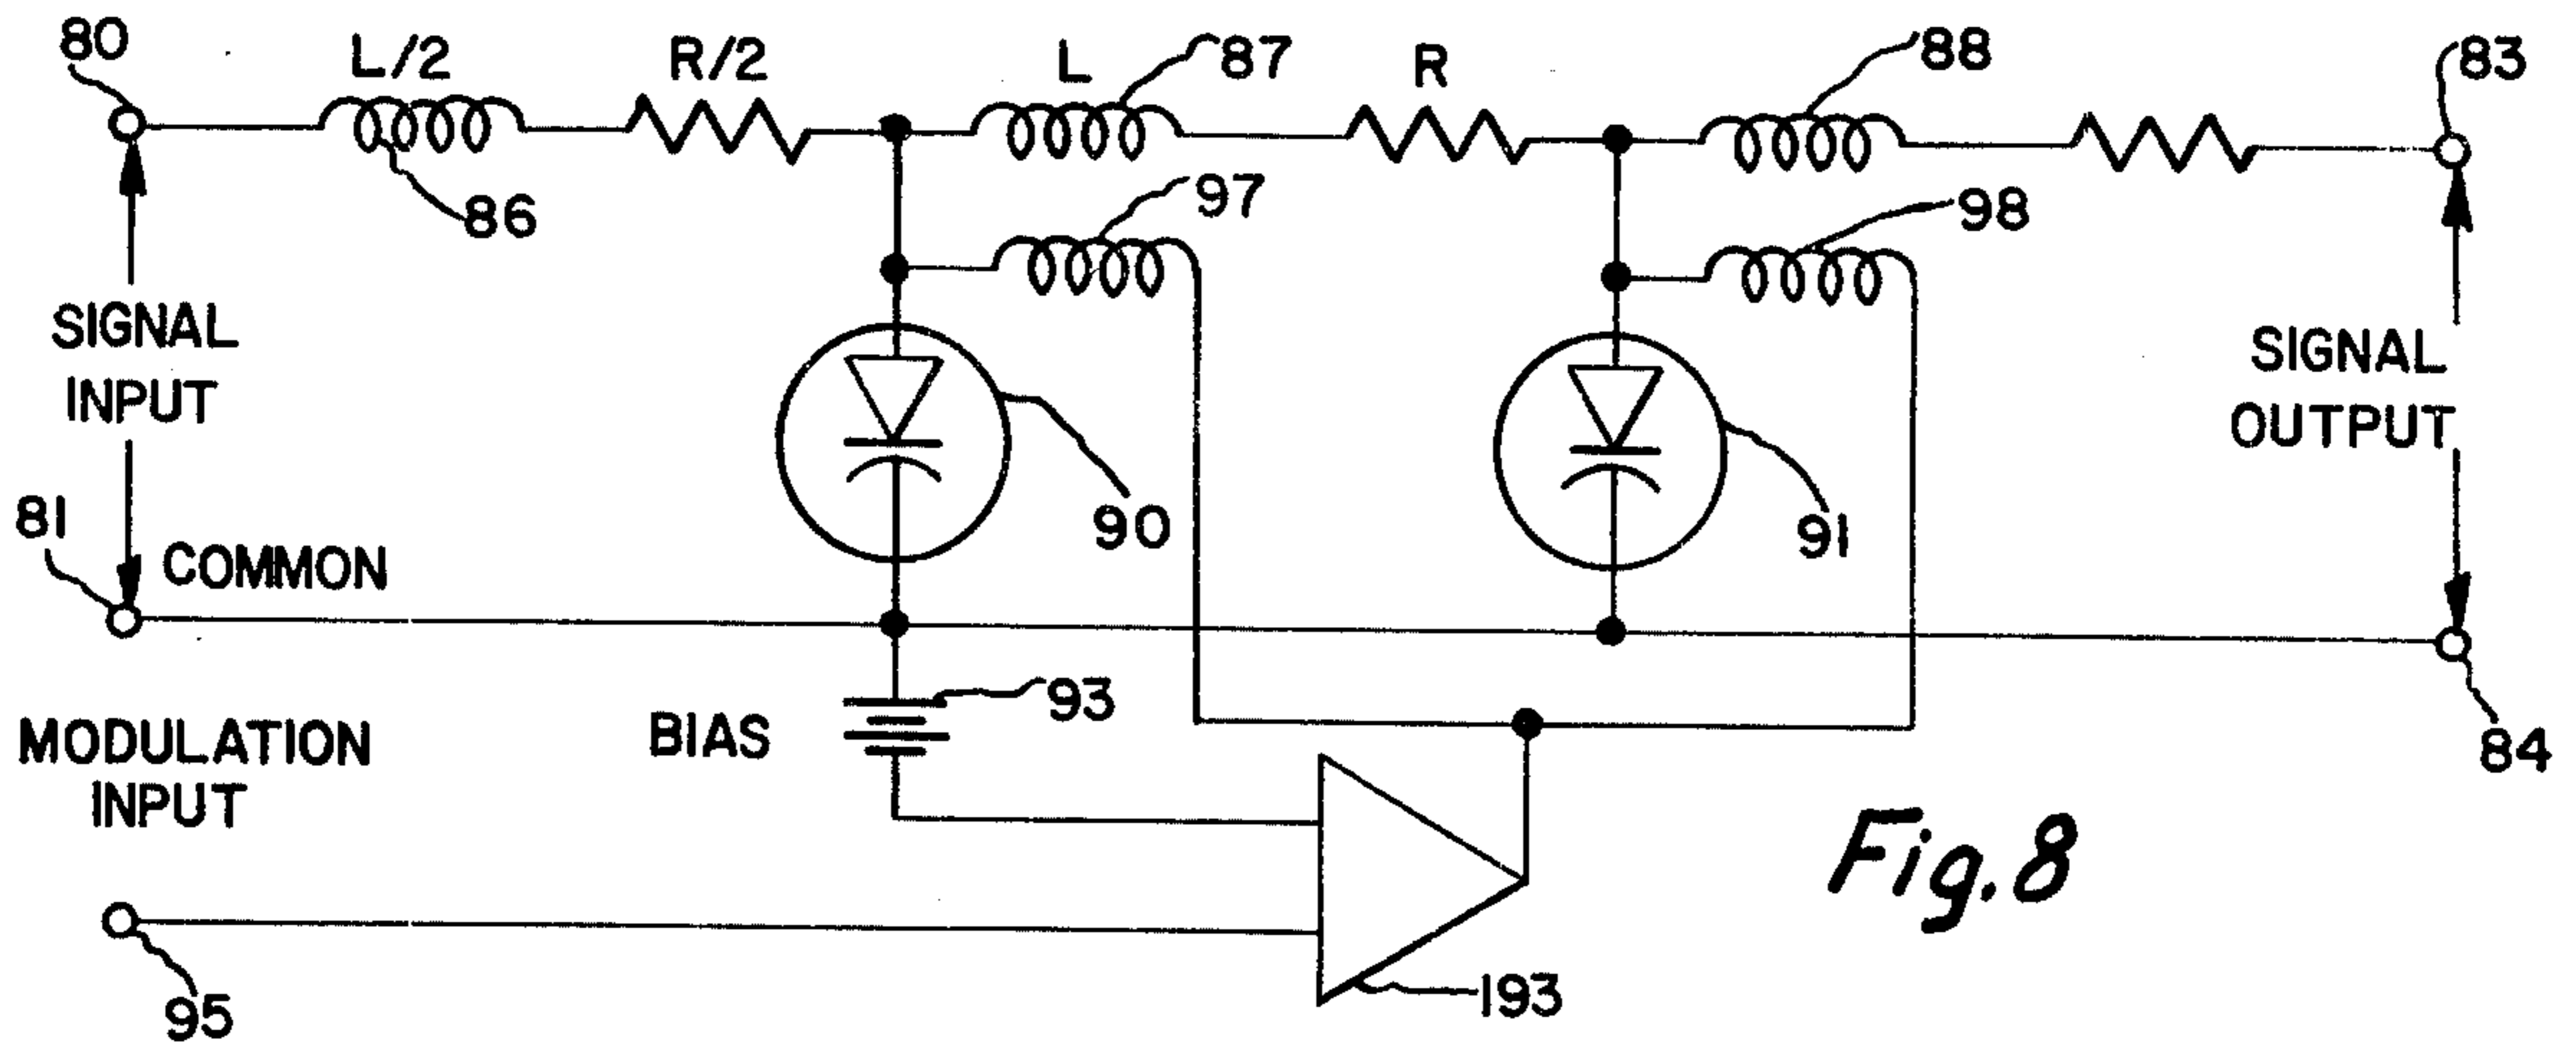 80
L/2
R/2
L
87
R
88
83
86
97
98
SIGNAL
INPUT
SIGNAL
OUTPUT
90
91
81
COMMON
BIAS
93
84
MODULATION
INPUT
Fig. 8
95
193